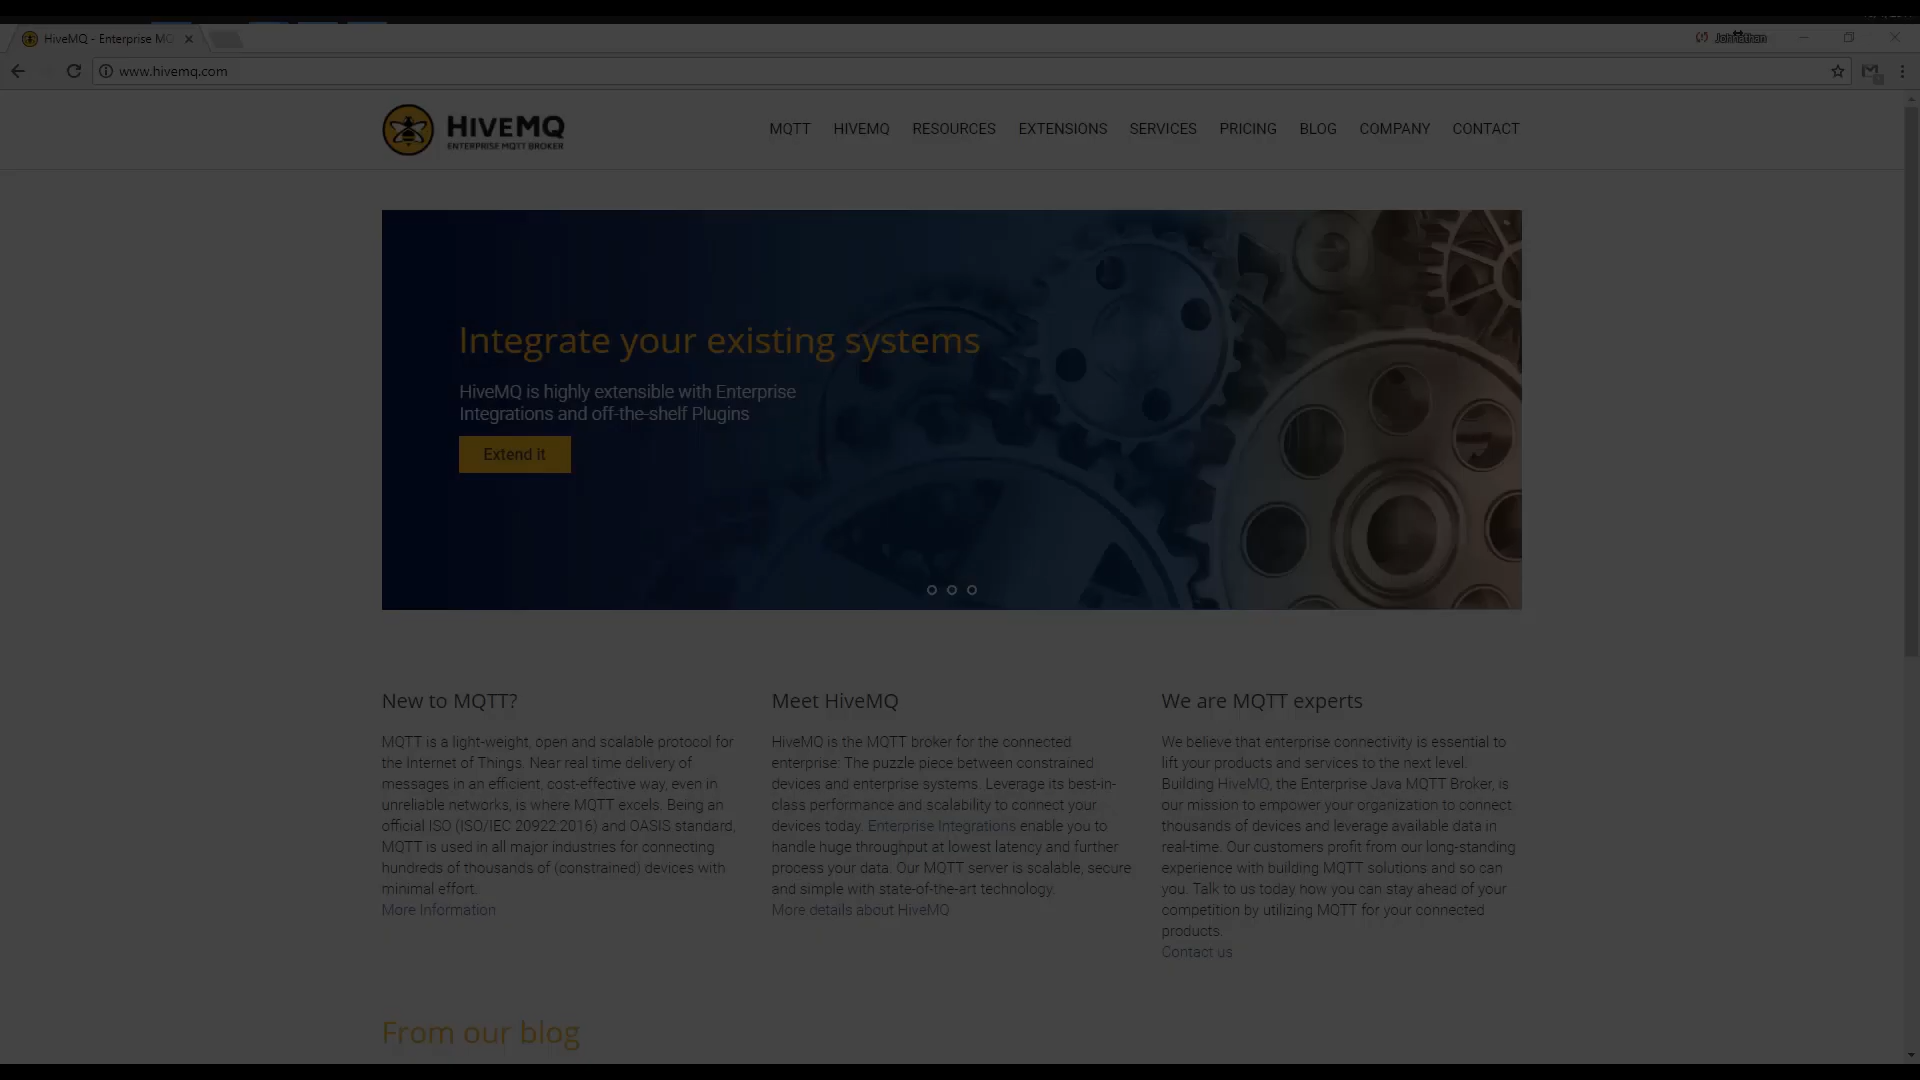 HiveMQ - Enterprise MQ
Johnathan
www.hivemq.com
HIVEMQ
ENTERPRISE MQTT BROKER
MQTT HIVEMQ RESOURCES EXTENSIONS SERVICES PRICING BLOG COMPANY CONTACT
Integrate your existing systems
HiveMQ is highly extensible with Enterprise
Integrations and off-the-shelf Plugins
Extend it
New to MQTT?
MQTT is a light-weight, open and scalable protocol for
the Internet of Things. Near real time delivery of
messages in an efficient, cost-effective way, even in
unreliable networks, is where MQTT excels. Being an
official ISO (ISO/IEC 20922:2016) and OASIS standard,
MQTT is used in all major industries for connecting
hundreds of thousands of (constrained) devices with
minimal effort.
More Information
Meet HiveMQ
HiveMQ is the MQTT broker for the connected
enterprise: The puzzle piece between constrained
devices and enterprise systems. Leverage its best-in-
class performance and scalability to connect your
devices today. Enterprise Integrations enable you to
handle huge throughput at lowest latency and further
process your data. Our MQTT server is scalable, secure
and simple with state-of-the-art technology.
More details about HiveMQ
We are MQTT experts
We believe that enterprise connectivity is essential to
lift your products and services to the next level.
Building HiveMQ, the Enterprise Java MQTT Broker, is
our mission to empower your organization to connect
thousands of devices and leverage available data in
real-time. Our customers profit from our long-standing
experience with building MQTT solutions and so can
you. Talk to us today how you can stay ahead of your
competition by utilizing MQTT for your connected
products.
Contact us
From our blog